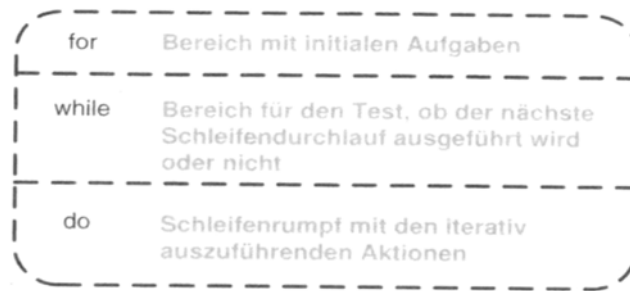 for Bereich mit initialen Aufgaben
while Bereich für den Test, ob der nächste
Schleifendurchlauf ausgeführt wird
oder nicht
do Schleifenrumpf mit den iterativ
auszuführenden Aktionen